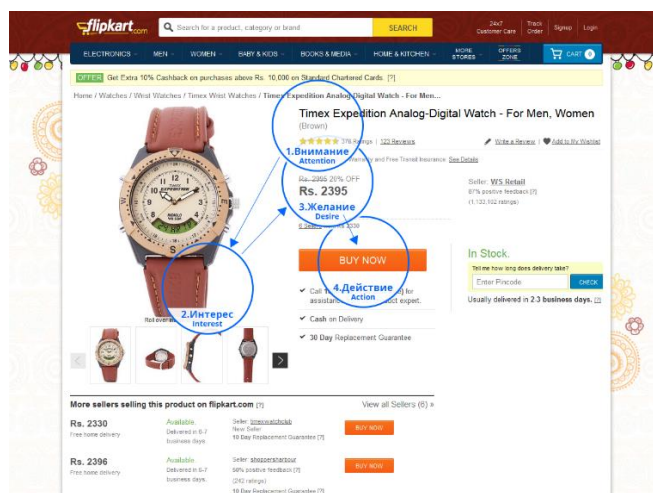 flipkart.com
Search for a product, category or brand
SEARCH
24x7
Customer Care
Track
Order
Signup
Login
ELECTRONICS
MEN
WOMEN
BABY & KIDS
BOOKS & MEDIA
HOME & KITCHEN
MORE
STORES
OFFERS
ZONE
CART 0
OFFER Get Extra 10% Cashback on purchases above Rs. 10,000 on Standard Chartered Cards. [?]
Home / Watches / Wrist Watches / Timex Wrist Watches / Timex Expedition Analog-Digital Watch - For Men...
Timex Expedition Analog-Digital Watch - For Men, Women
(Brown)
376 Ratings | 123 Reviews
Write a Review
Add to My Wishlist
1.Внимание
Attention
Warranty and Free Transit Insurance. See Details
Rs. 2995 20% OFF
Rs. 2395
3.Желание
Desire
Seller: WS Retail
87% positive feedback [?]
(1,133,102 ratings)
BUY NOW
4.Действие
Action
In Stock.
Tell me how long does delivery take?
Enter Pincode
CHECK
Usually delivered in 2-3 business days. [?]
2.Интерес
Interest
Cash on Delivery
30 Day Replacement Guarantee
More sellers selling this product on flipkart.com [?]
View all Sellers (6) »
Rs. 2330
Free home delivery.
Available.
Delivered in 6-7
business days.
Seller: timexwatchclub
New Seller
10 Day Replacement Guarantee [?]
BUY NOW
Rs. 2396
Free home delivery.
Available.
Delivered in 6-7
business days.
Seller: shoppersharbour
50% positive feedback [?]
(242 ratings)
10 Day Replacement Guarantee [?]
BUY NOW